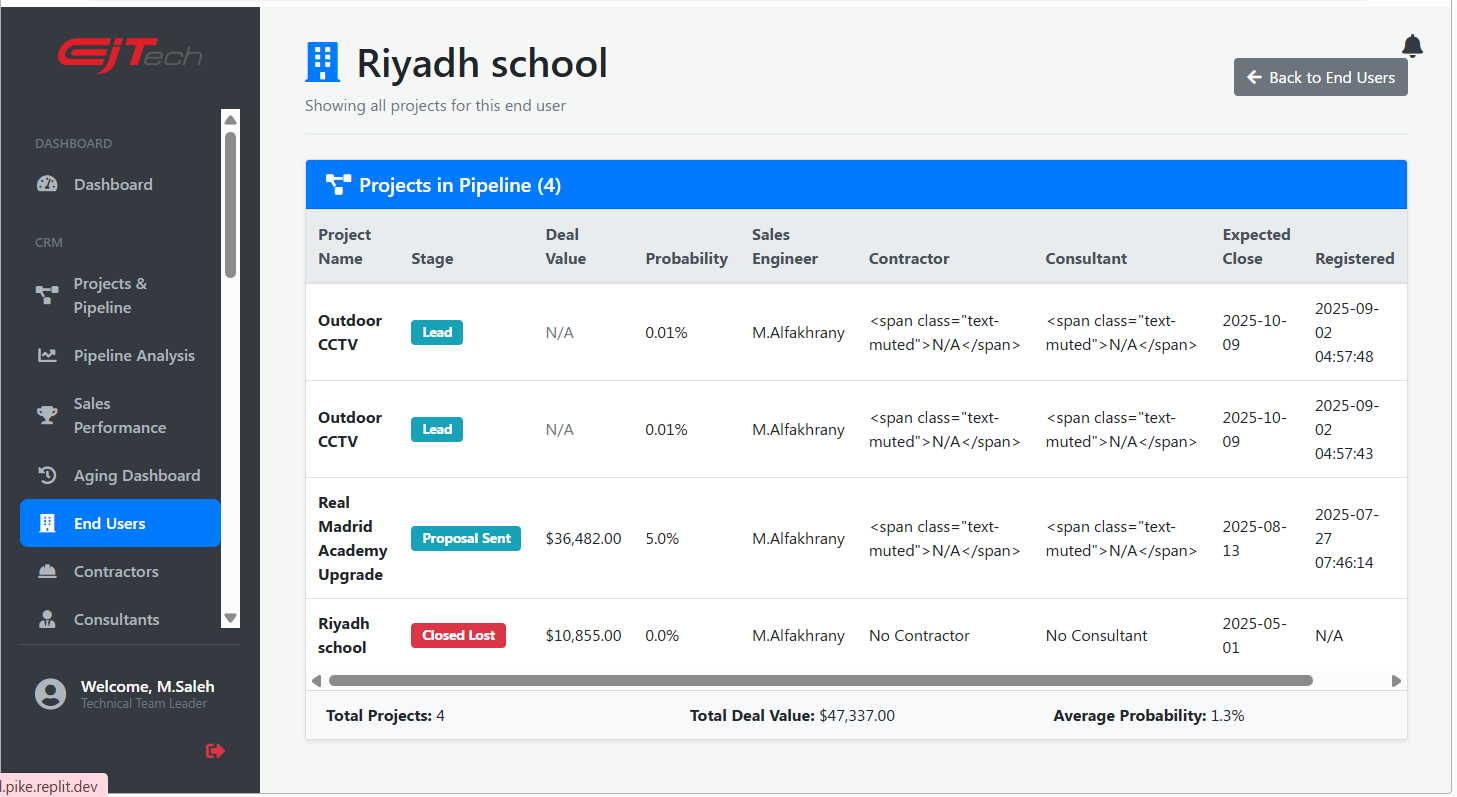 EJTech
Riyadh school
Back to End Users
Showing all projects for this end user
DASHBOARD
Dashboard
CRM
Projects &
Pipeline
Pipeline Analysis
Sales
Performance
Aging Dashboard
End Users
Contractors
Consultants
Welcome, M.Saleh
Technical Team Leader
l.pike.replit.dev
Projects in Pipeline (4)
Project Name Stage Deal Value Probability Sales Engineer Contractor Consultant Expected Close Registered
Outdoor CCTV Lead N/A 0.01% M.Alfakhrany <span class="text-muted">N/A</span> <span class="text-muted">N/A</span> 2025-10-09 2025-09-02 04:57:48
Outdoor CCTV Lead N/A 0.01% M.Alfakhrany <span class="text-muted">N/A</span> <span class="text-muted">N/A</span> 2025-10-09 2025-09-02 04:57:43
Real Madrid Academy Upgrade Proposal Sent $36,482.00 5.0% M.Alfakhrany <span class="text-muted">N/A</span> <span class="text-muted">N/A</span> 2025-08-13 2025-07-27 07:46:14
Riyadh school Closed Lost $10,855.00 0.0% M.Alfakhrany No Contractor No Consultant 2025-05-01 N/A
Total Projects: 4 Total Deal Value: $47,337.00 Average Probability: 1.3%